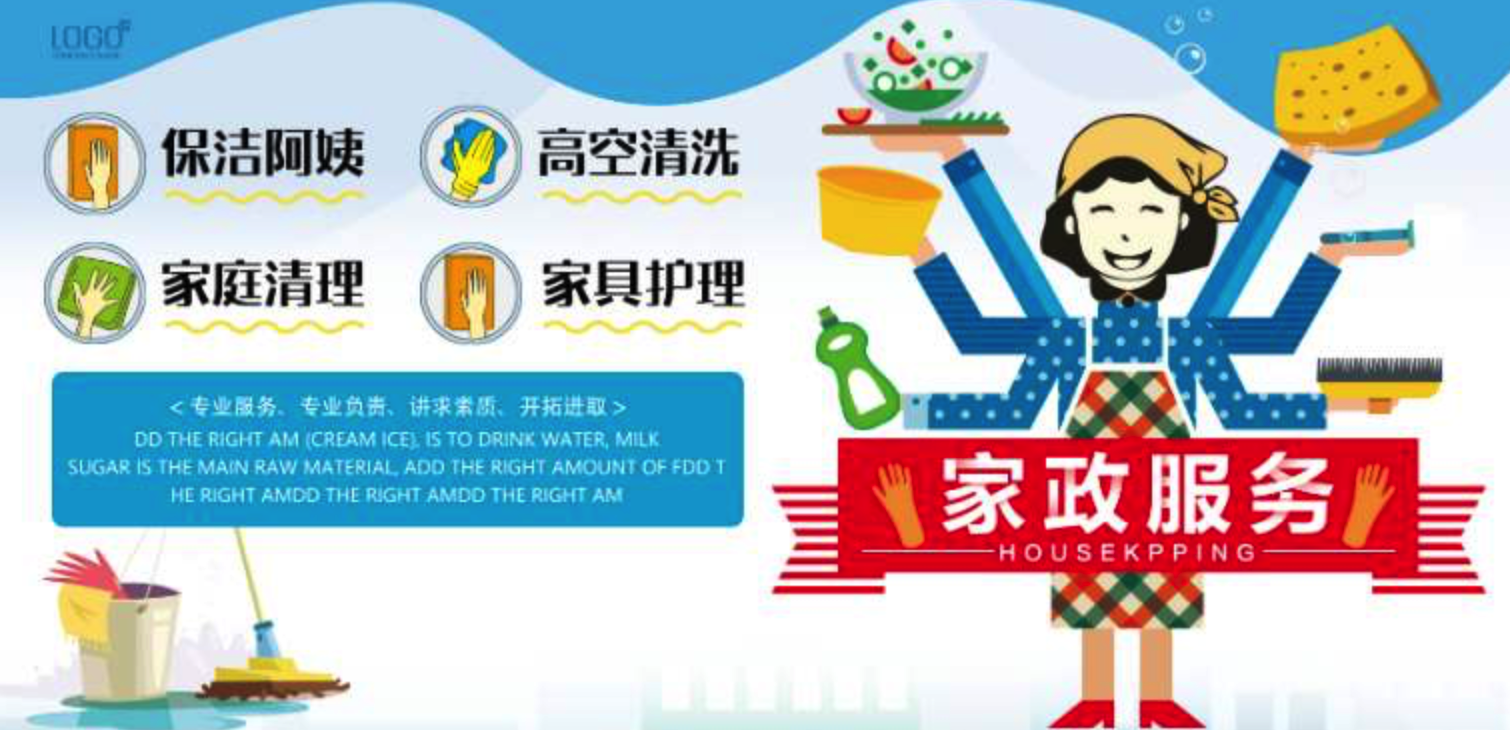 LOGO
保洁阿姨
高空清洗
家庭清理
家具护理
<专业服务、专业负责、讲求素质、开拓进取>
DD THE RIGHT AM (CREAM ICE), IS TO DRINK WATER, MILK
SUGAR IS THE MAIN RAW MATERIAL, ADD THE RIGHT AMOUNT OF FDD T
HE RIGHT AMDD THE RIGHT AMDD THE RIGHT AM
家政服务
HOUSEKPPING